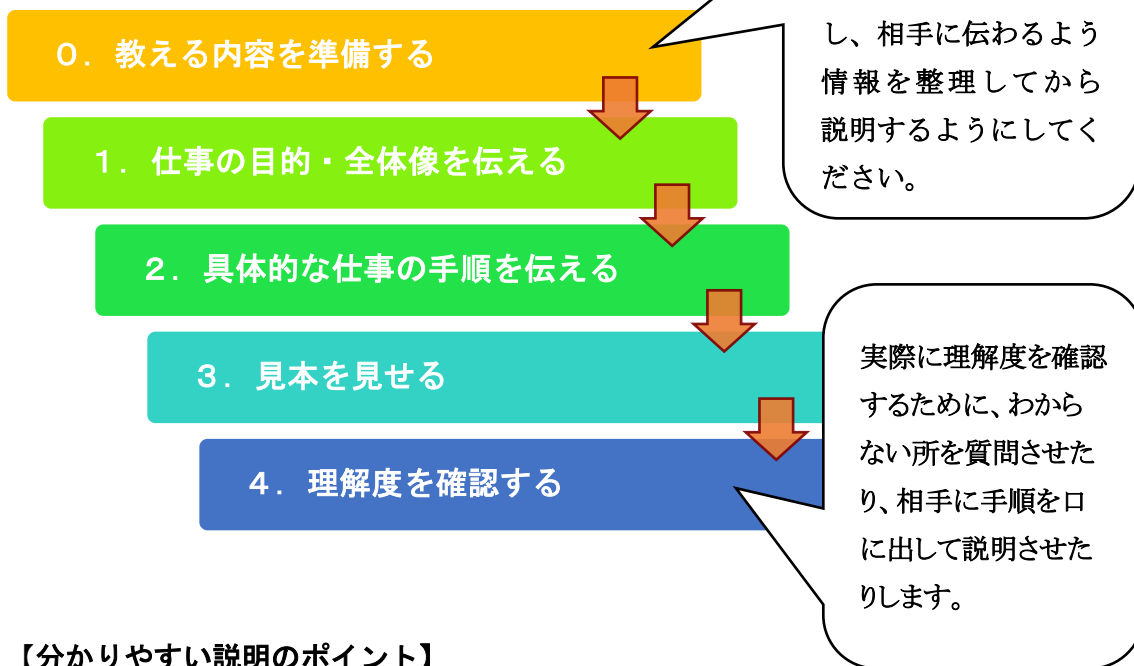 ０．教える内容を準備する
し、相手に伝わるよう
情報を整理してから
説明するようにしてく
ださい。
１．仕事の目的・全体像を伝える
２．具体的な仕事の手順を伝える
３．見本を見せる
４．理解度を確認する
実際に理解度を確認
するために、わから
ない所を質問させた
り、相手に手順を口
に出して説明させた
りします。
【分かりやすい説明のポイント】